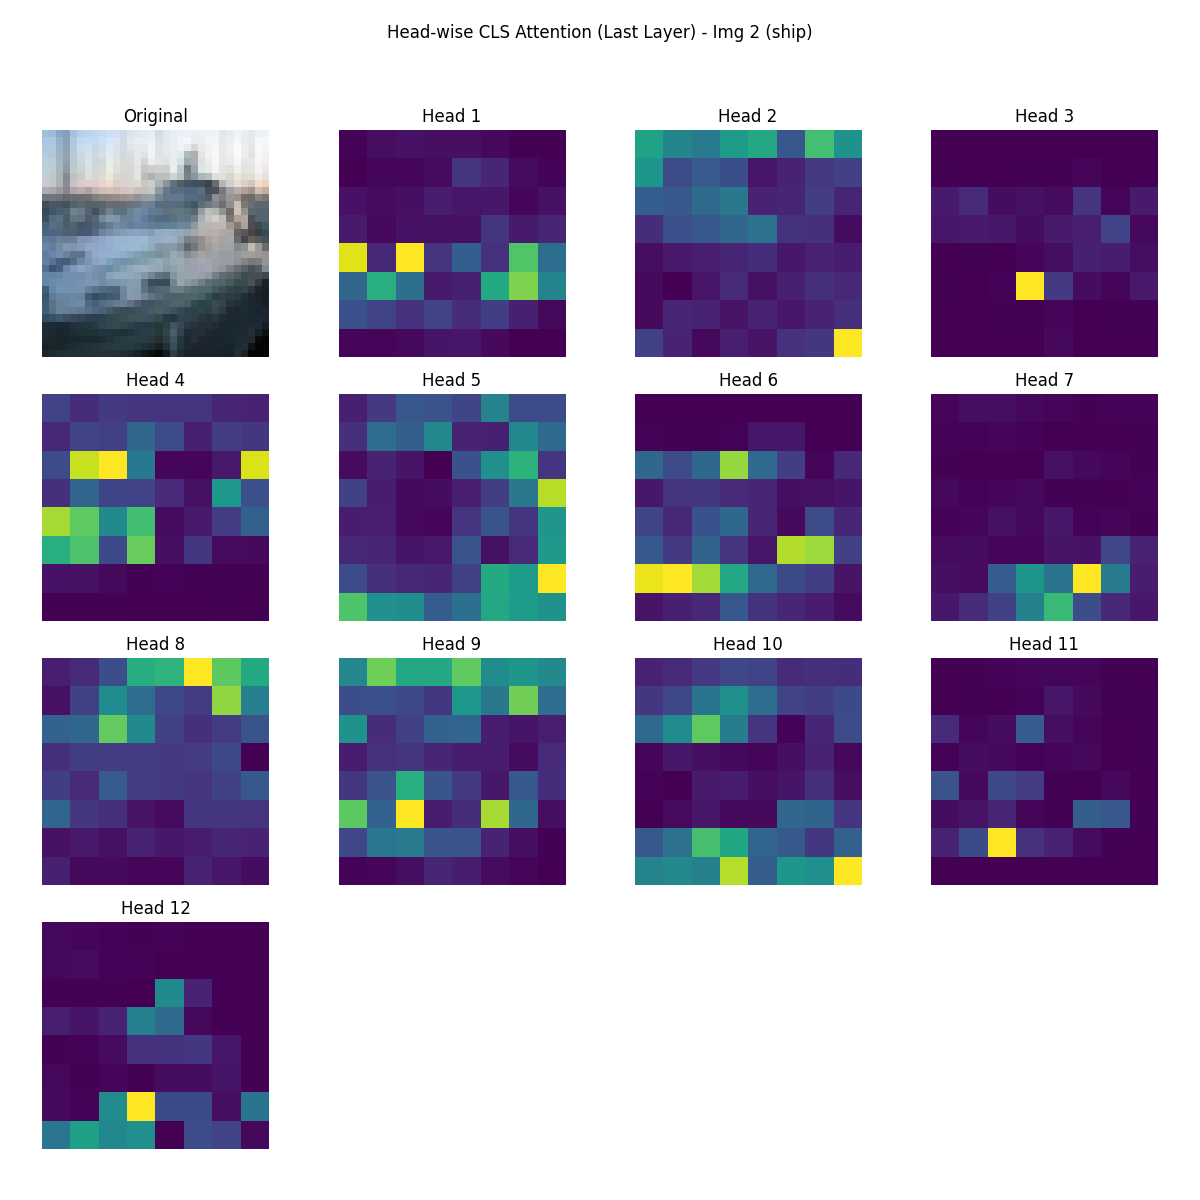 Head-wise CLS Attention (Last Layer) - Img 2 (ship)
Original
Head 1
Head 2
Head 3
Head 4
Head 5
Head 6
Head 7
Head 8
Head 9
Head 10
Head 11
Head 12